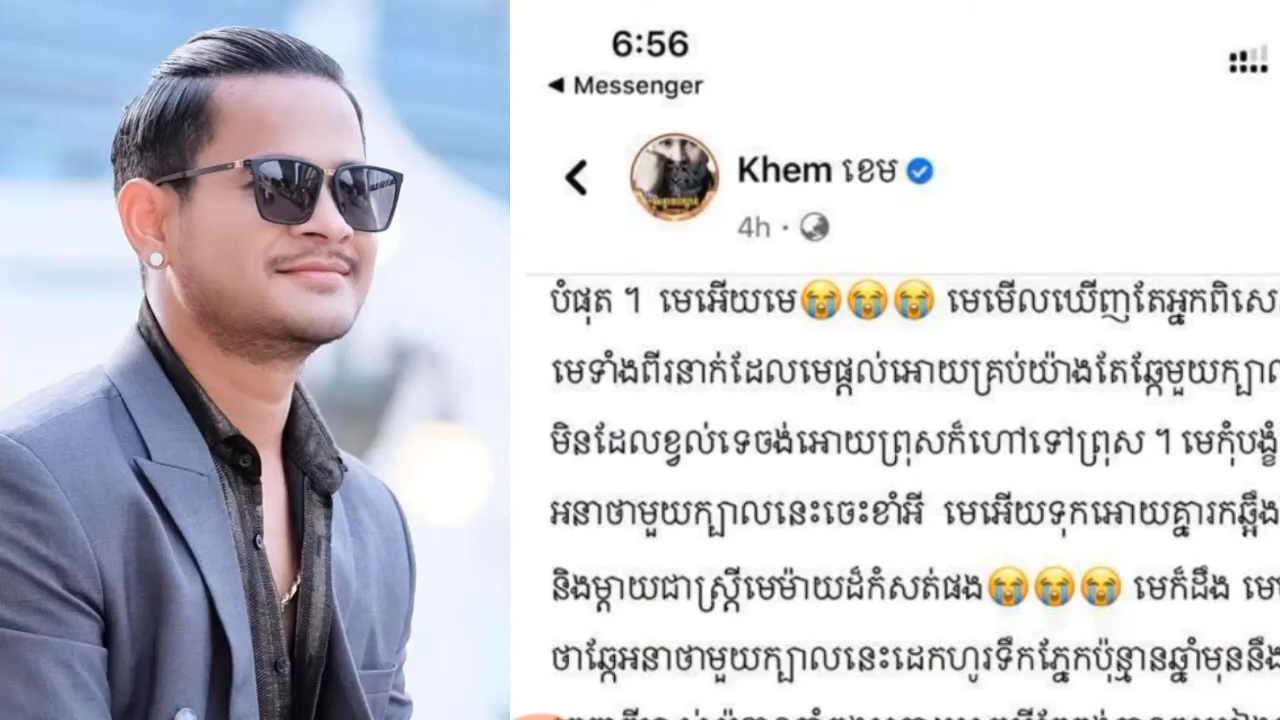 6:56
◀ Messenger
Khem ខេម
4h ·
បំផុត ។ មេអើយមេ😭😭😭 មេមើលឃើញតែអ្នកពិសេ
មេទាំងពីរនាក់ដែលមេផ្ដល់អោយគ្រប់យ៉ាងតែឆ្កែមួយក្បាល
មិនដែលខ្វល់ទេចង់អោយព្រុសក៏ហៅទៅព្រុស ។ មេកុំបង្ខំ
អនាថាមួយក្បាលនេះចេះខាំអី មេអើយទុកអោយគ្នារកឆ្អឹង
និងម្ដាយជាស្ត្រីមេម៉ាយដ៏កំសត់ផង😭😭😭 មេក៏ដឹង មេ
ថាឆ្កែអនាថាមួយក្បាលនេះដេកហូរទឹកភ្នែកប៉ុន្មានឆ្នាំមុននឹង